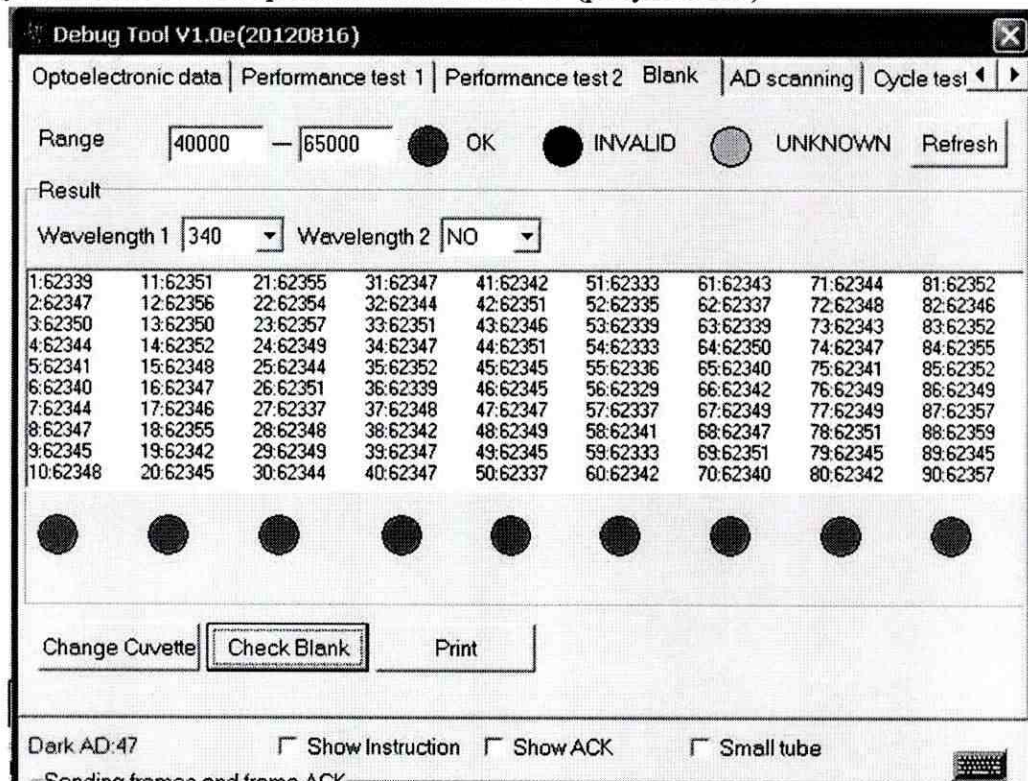 Debug Tool V1.0e(20120816)
Optoelectronic data Performance test 1 Performance test 2 Blank AD scanning Cycle test
Range 40000 — 65000 OK INVALID UNKNOWN Refresh
Result
Wavelength 1 340 Wavelength 2 NO
1:62339 11:62351 21:62355 31:62347 41:62342 51:62333 61:62343 71:62344 81:62352
2:62347 12:62356 22:62354 32:62344 42:62351 52:62335 62:62337 72:62348 82:62346
3:62350 13:62350 23:62357 33:62351 43:62346 53:62339 63:62339 73:62343 83:62352
4:62344 14:62352 24:62349 34:62347 44:62351 54:62333 64:62350 74:62347 84:62355
5:62341 15:62348 25:62344 35:62352 45:62345 55:62336 65:62340 75:62341 85:62352
6:62340 16:62347 26:62351 36:62339 46:62345 56:62329 66:62342 76:62349 86:62349
7:62344 17:62346 27:62337 37:62348 47:62347 57:62337 67:62349 77:62349 87:62357
8:62347 18:62355 28:62348 38:62342 48:62349 58:62341 68:62347 78:62351 88:62359
9:62345 19:62342 29:62349 39:62347 49:62345 59:62333 69:62351 79:62345 89:62345
10:62348 20:62345 30:62344 40:62347 50:62337 60:62342 70:62340 80:62342 90:62357
Change Cuvette Check Blank Print
Dark AD:47 Show Instruction Show ACK Small tube
Sending frames and frame ACK